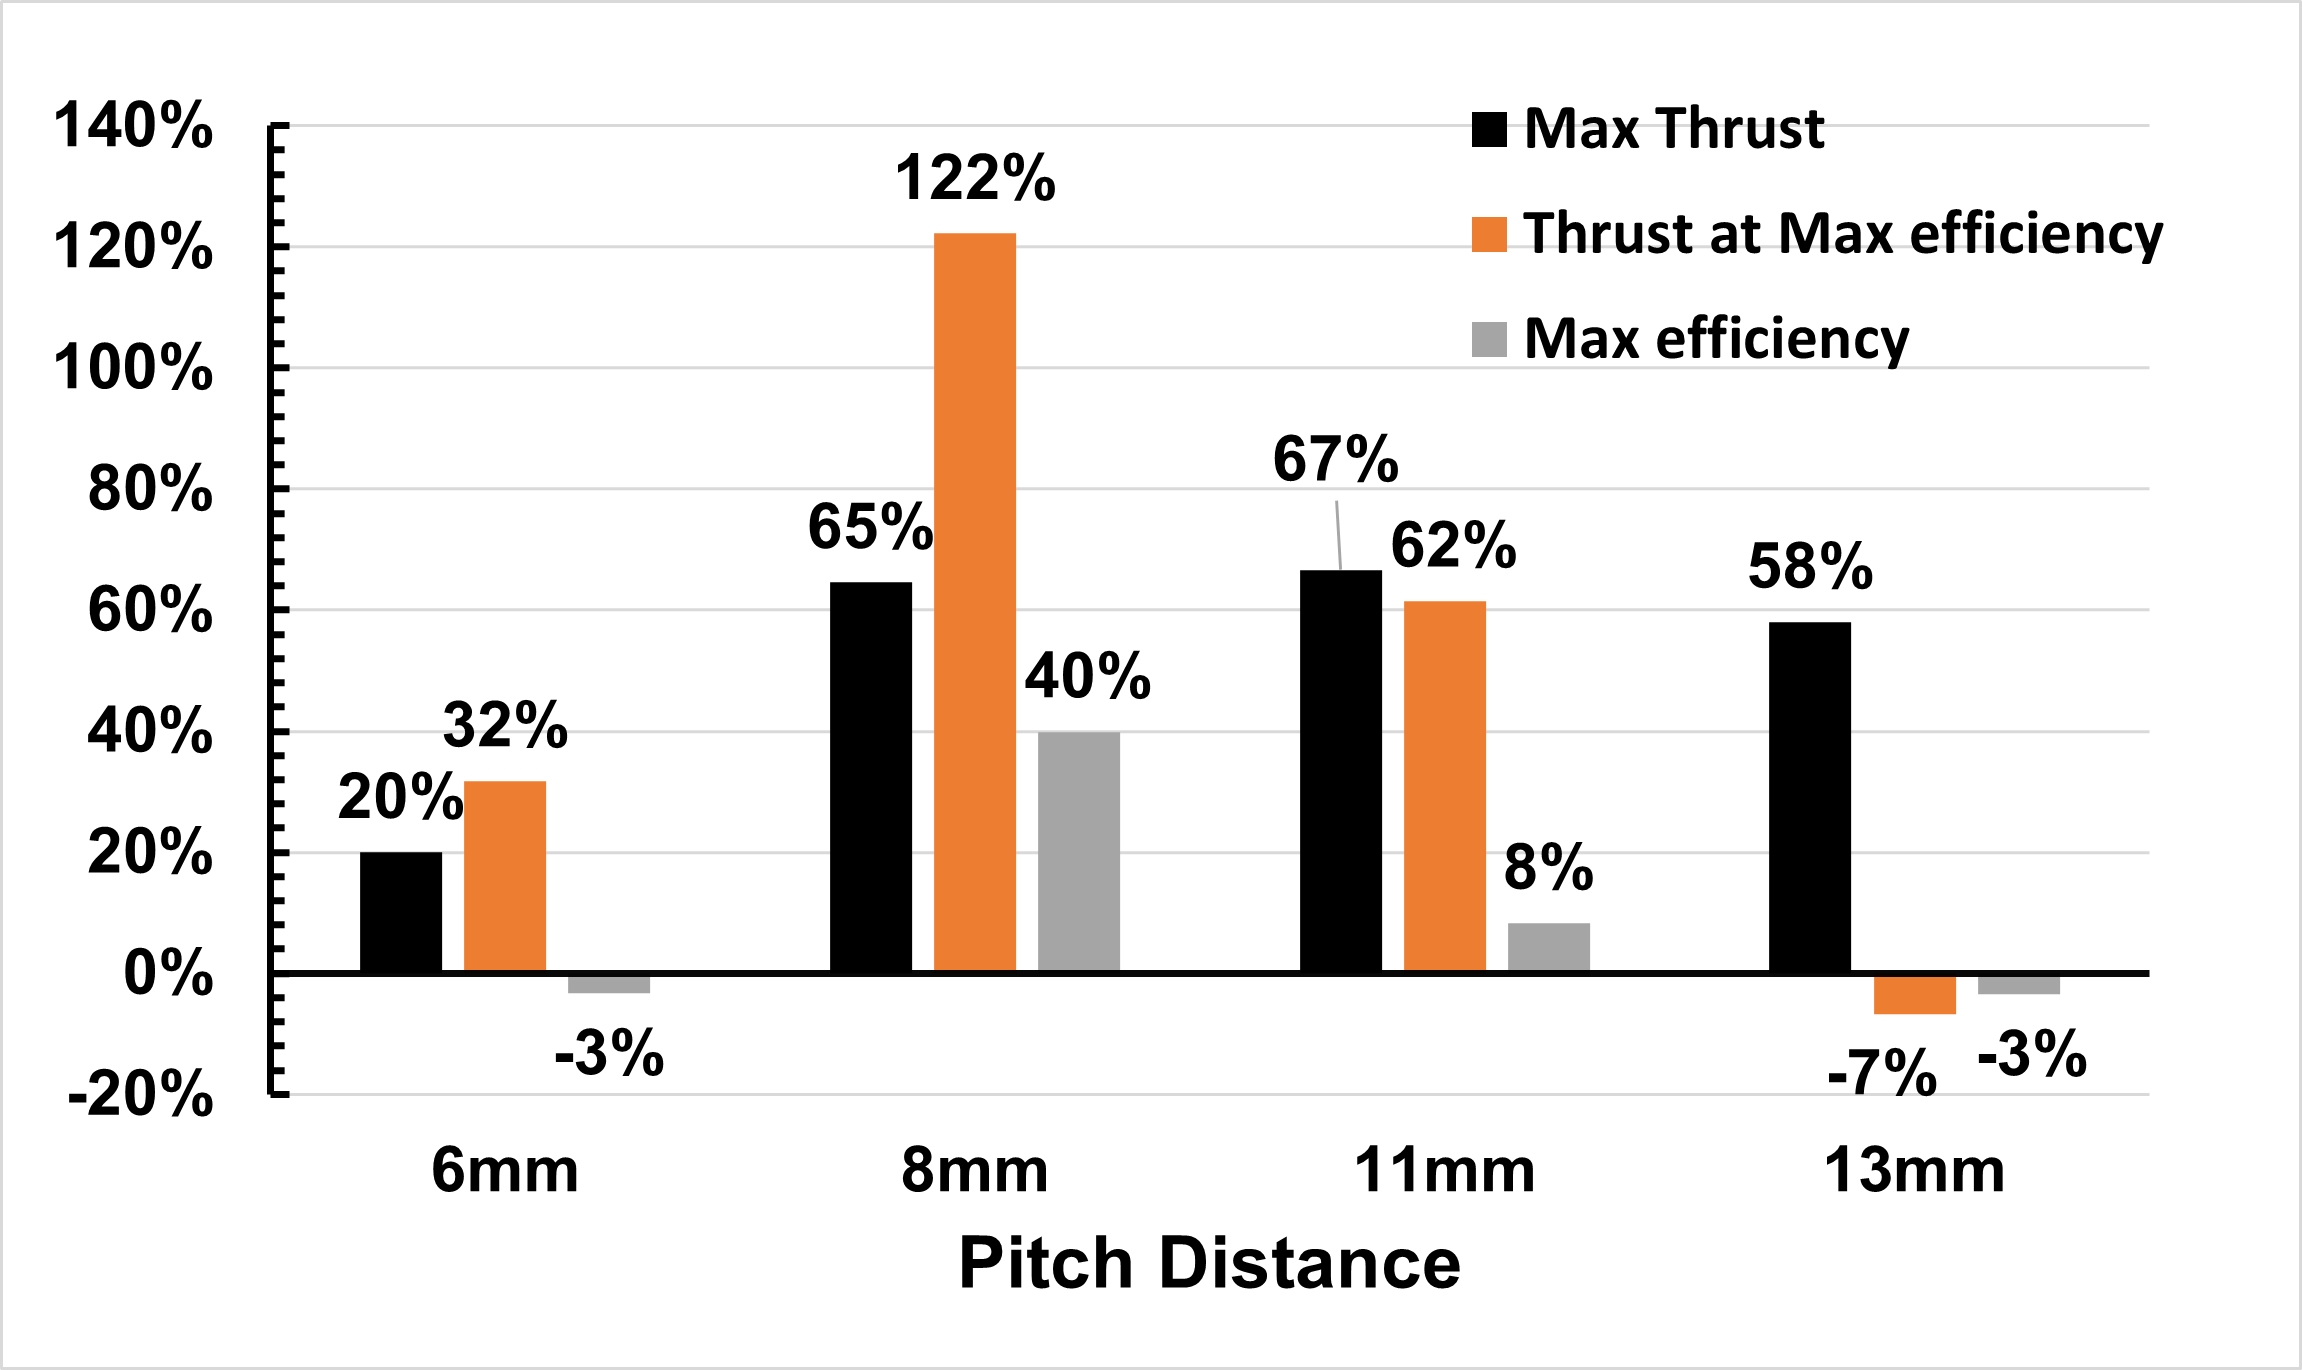 140%
120%
100%
80%
60%
40%
20%
0%
-20%
Max Thrust
Thrust at Max efficiency
Max efficiency
20%
32%
-3%
65%
122%
40%
67%
62%
8%
58%
-7%
-3%
6mm
8mm
11mm
13mm
Pitch Distance